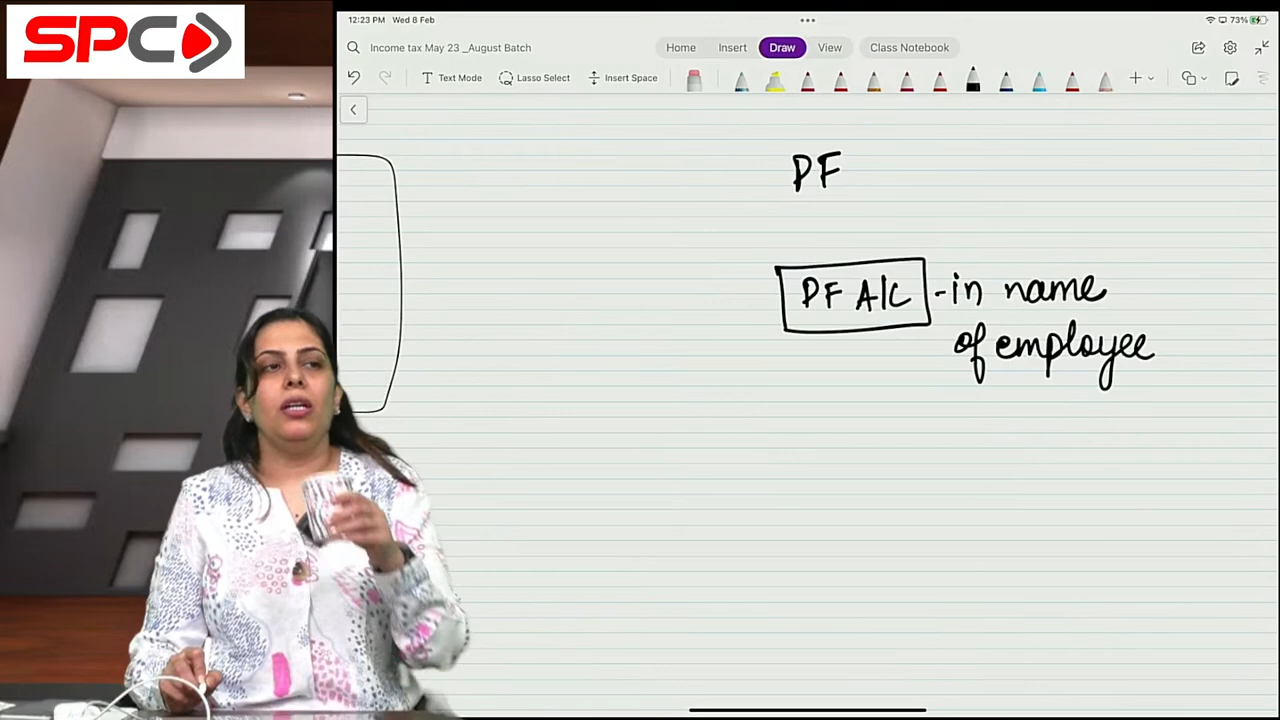 SPC
12:23 PM Wed 8 Feb
73%
Income tax May 23 _August Batch
Home Insert Draw View Class Notebook
Text Mode Lasso Select Insert Space
PF
PF A/C - in name
of employee